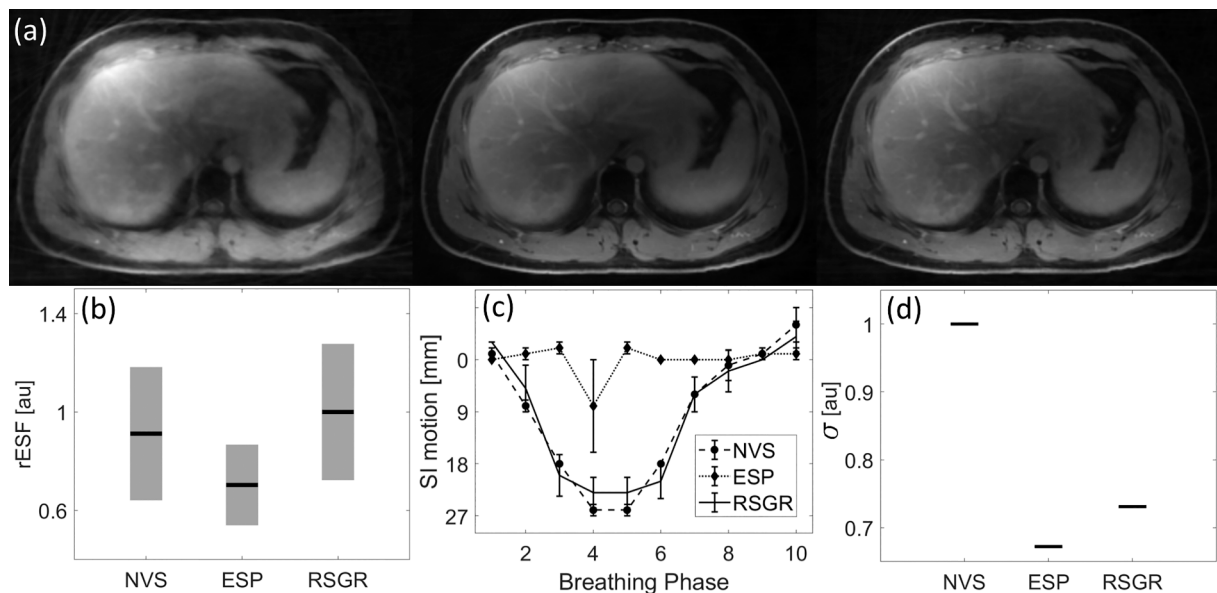 (a)
(b)
rESF [au]
1.4
1
0.6
NVS ESP RSGR
(c)
SI motion [mm]
0
9
18
27
NVS
ESP
RSGR
2 4 6 8 10
Breathing Phase
(d)
σ [au]
1
0.9
0.8
0.7
NVS ESP RSGR